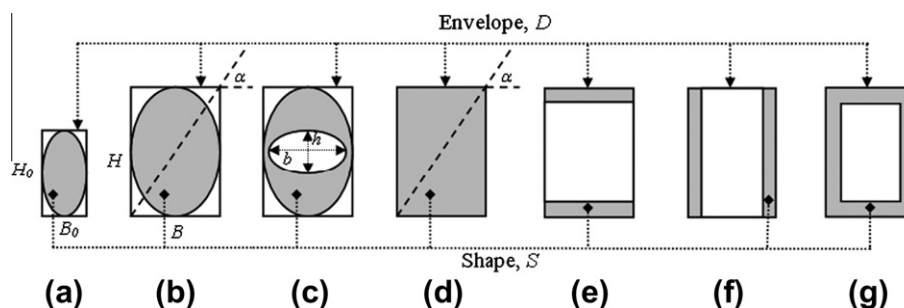 Envelope, D
α α
H₀ H h
b
B₀ B
Shape, S
(a) (b) (c) (d) (e) (f) (g)